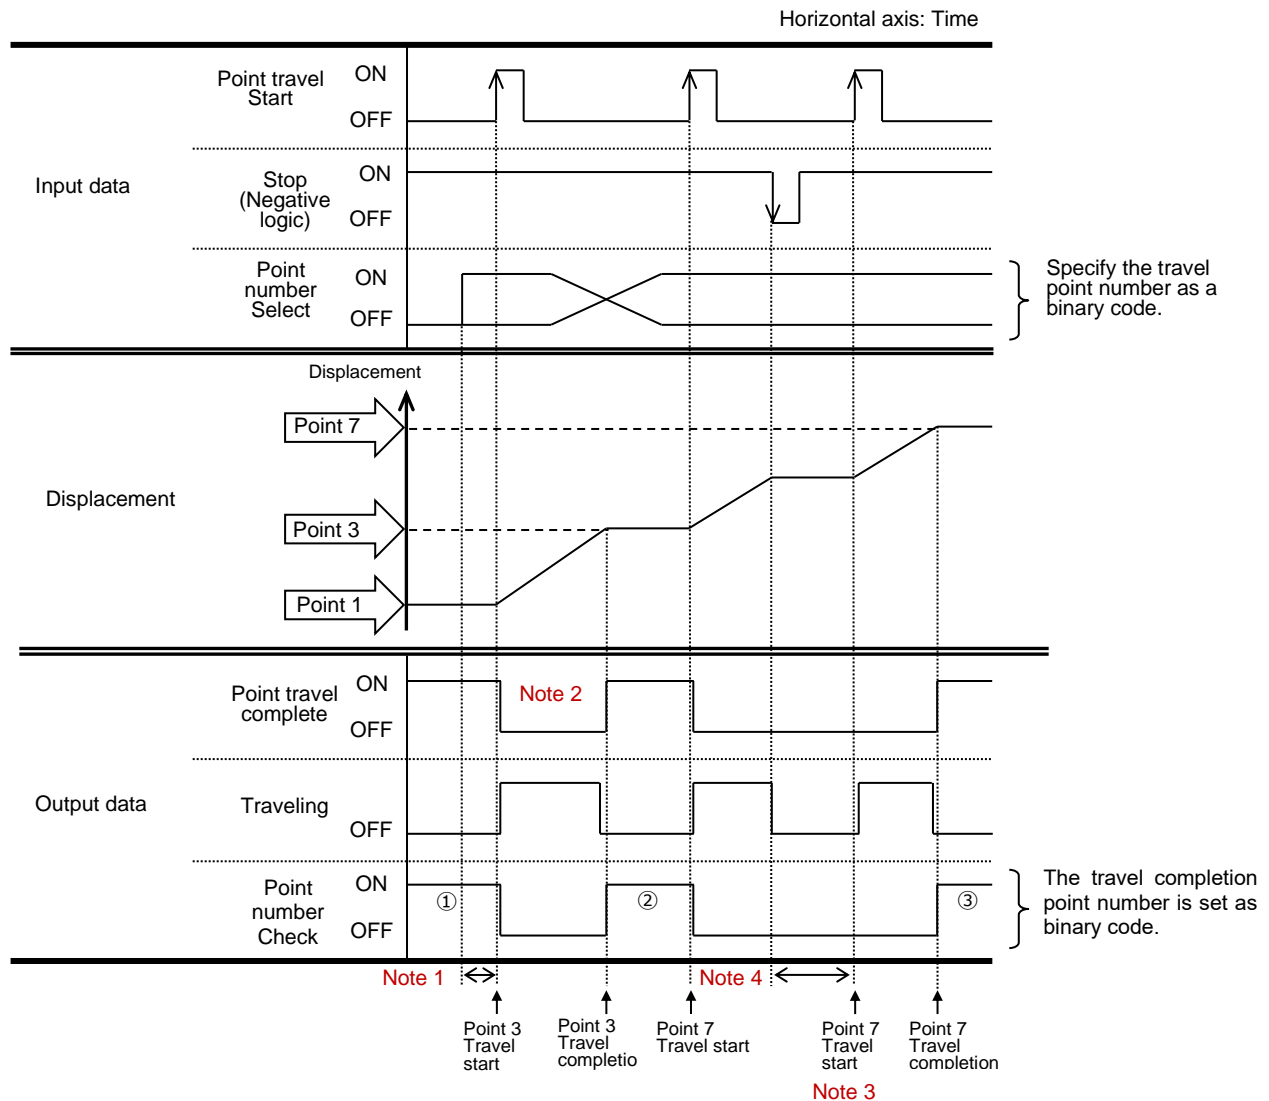 Horizontal axis: Time
Input data
Point travel
Start
ON
OFF
Stop
(Negative
logic)
ON
OFF
Point
number
Select
ON
OFF
Specify the travel
point number as a
binary code.
Displacement
Displacement
Point 7
Point 3
Point 1
Output data
Point travel
complete
ON
OFF
Note 2
Traveling
OFF
Point
number
Check
ON
OFF
①
②
③
The travel completion
point number is set as
binary code.
Note 1
Note 4
Point 3
Travel
start
Point 3
Travel
completio
Point 7
Travel start
Point 7
Travel
start
Point 7
Travel
completion
Note 3